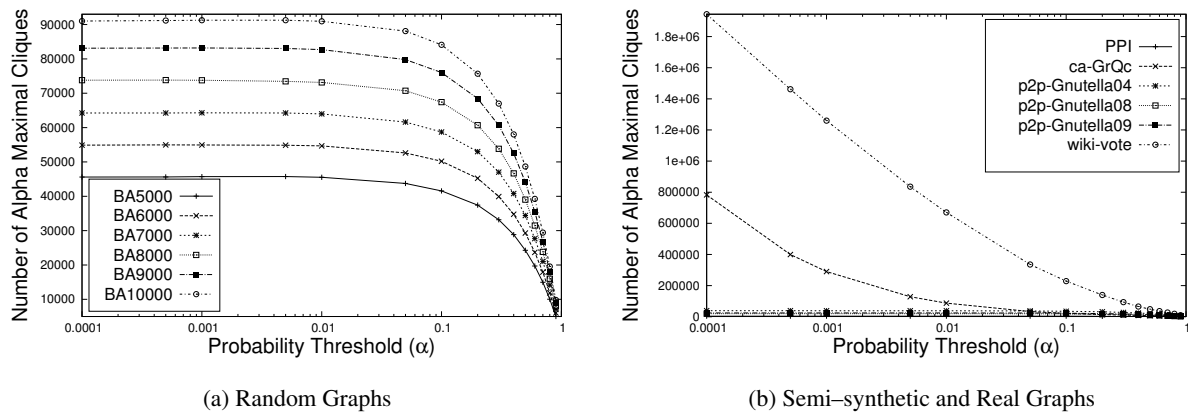 Number of Alpha Maximal Cliques
90000
80000
70000
60000
50000
40000
30000
20000
10000
BA5000
BA6000
BA7000
BA8000
BA9000
BA10000
0.0001 0.001 0.01 0.1 1
Probability Threshold (α)
(a) Random Graphs
Number of Alpha Maximal Cliques
1.8e+06
1.6e+06
1.4e+06
1.2e+06
1e+06
800000
600000
400000
200000
0
PPI
ca-GrQc
p2p-Gnutella04
p2p-Gnutella08
p2p-Gnutella09
wiki-vote
0.0001 0.001 0.01 0.1 1
Probability Threshold (α)
(b) Semi–synthetic and Real Graphs